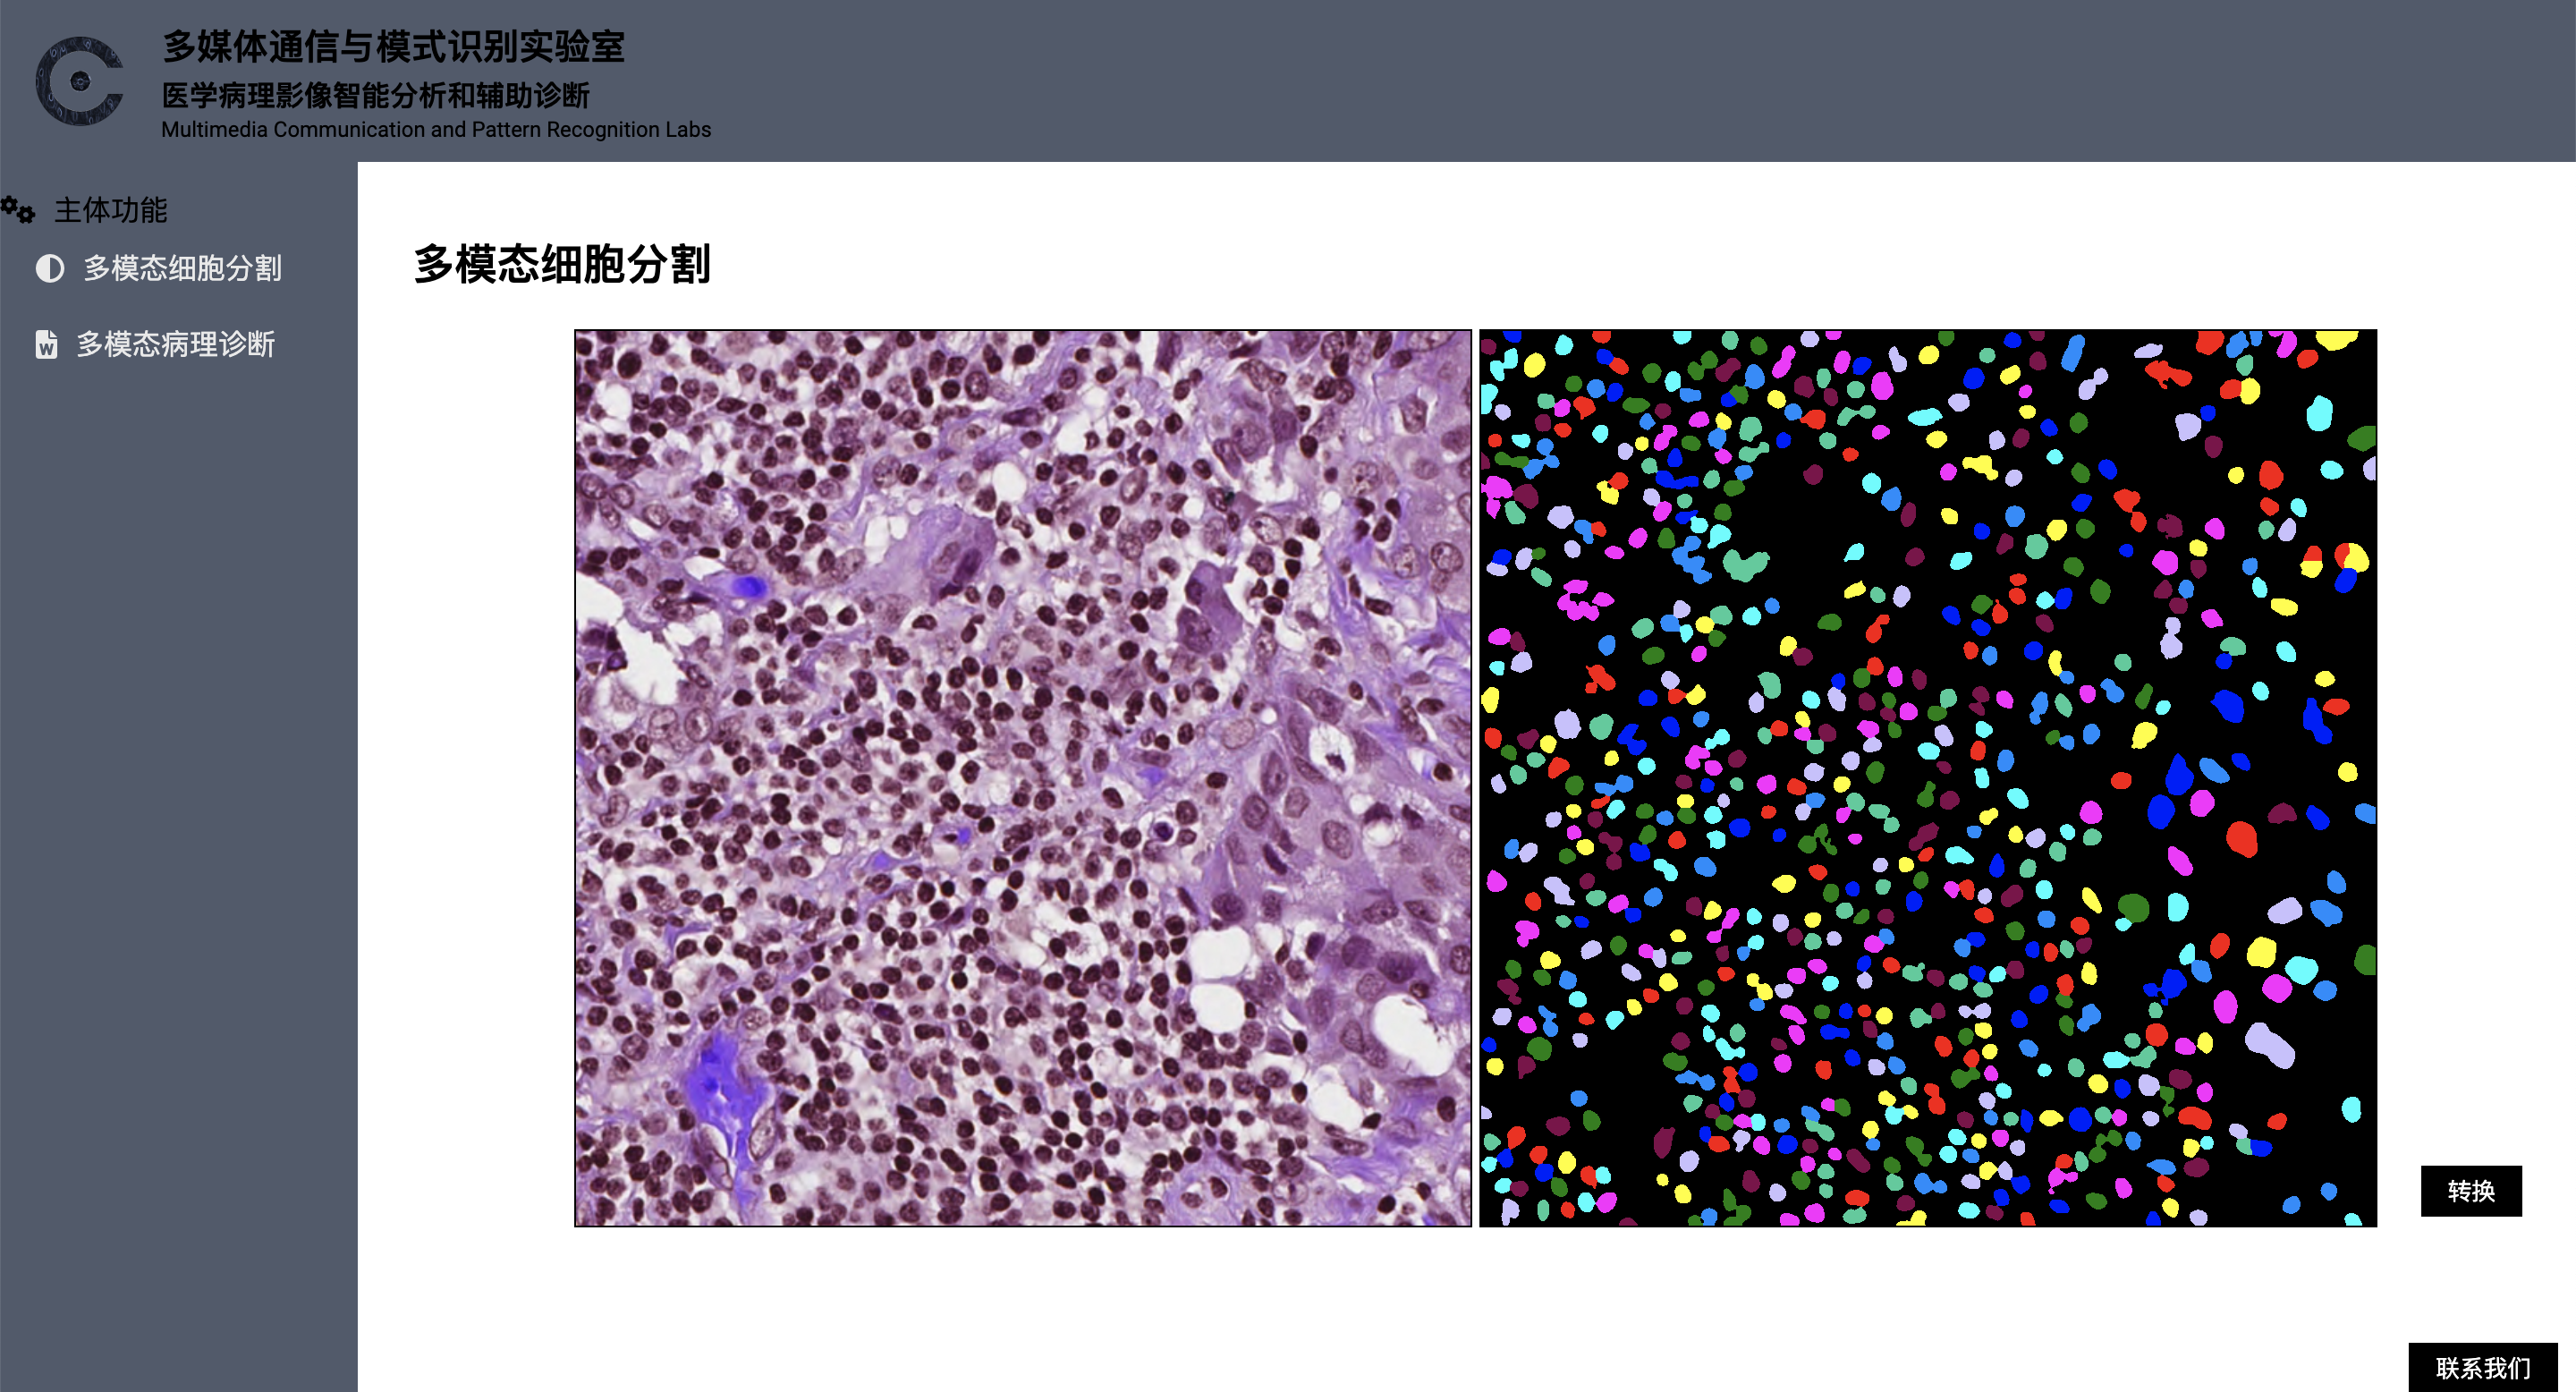 多媒体通信与模式识别实验室
医学病理影像智能分析和辅助诊断
Multimedia Communication and Pattern Recognition Labs
主体功能
多模态细胞分割
多模态病理诊断
多模态细胞分割
转换
联系我们